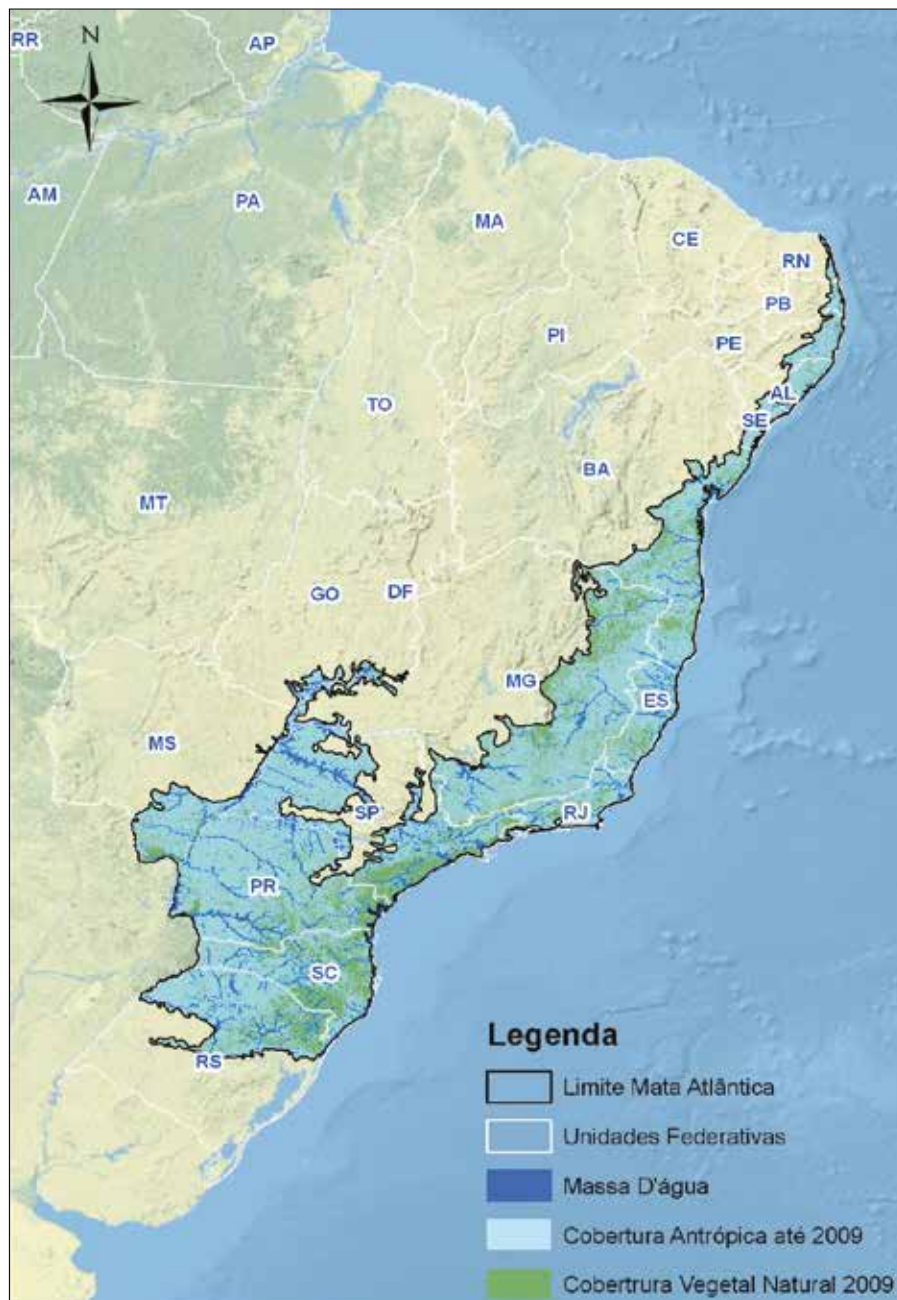 RR
AP
N
AM
PA
MA
CE
RN
PB
PI
PE
TO
AL
SE
BA
MT
GO
DF
MG
ES
MS
SP
RJ
PR
SC
RS
Legenda
Limite Mata Atlântica
Unidades Federativas
Massa D'água
Cobertura Antrópica até 2009
Cobertrura Vegetal Natural 2009